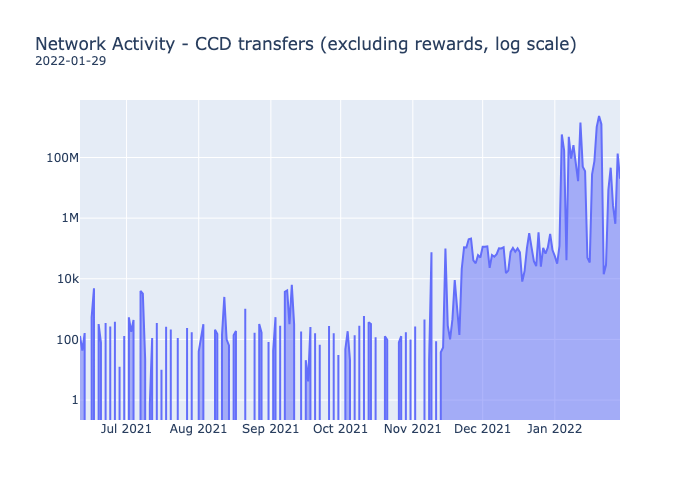 Network Activity - CCD transfers (excluding rewards, log scale)
2022-01-29
100M
1M
10k
100
1
Jul 2021 Aug 2021 Sep 2021 Oct 2021 Nov 2021 Dec 2021 Jan 2022